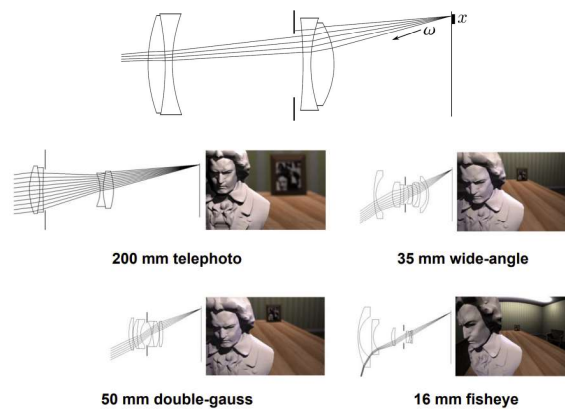 x
ω
200 mm telephoto
35 mm wide-angle
50 mm double-gauss
16 mm fisheye